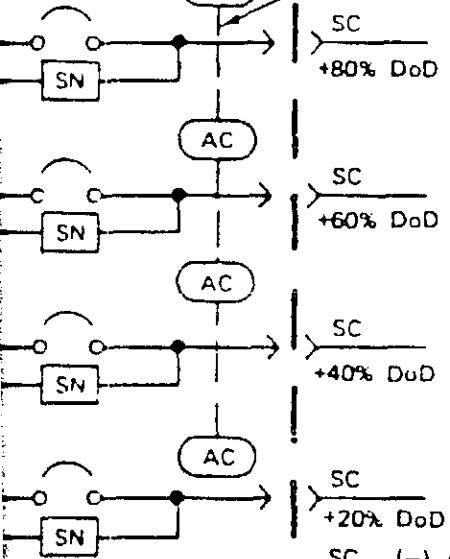 SC
+80% DoD
SN
AC
SC
+60% DoD
SN
AC
SC
+40% DoD
SN
AC
SC
+20% DoD
SN
SC (-)